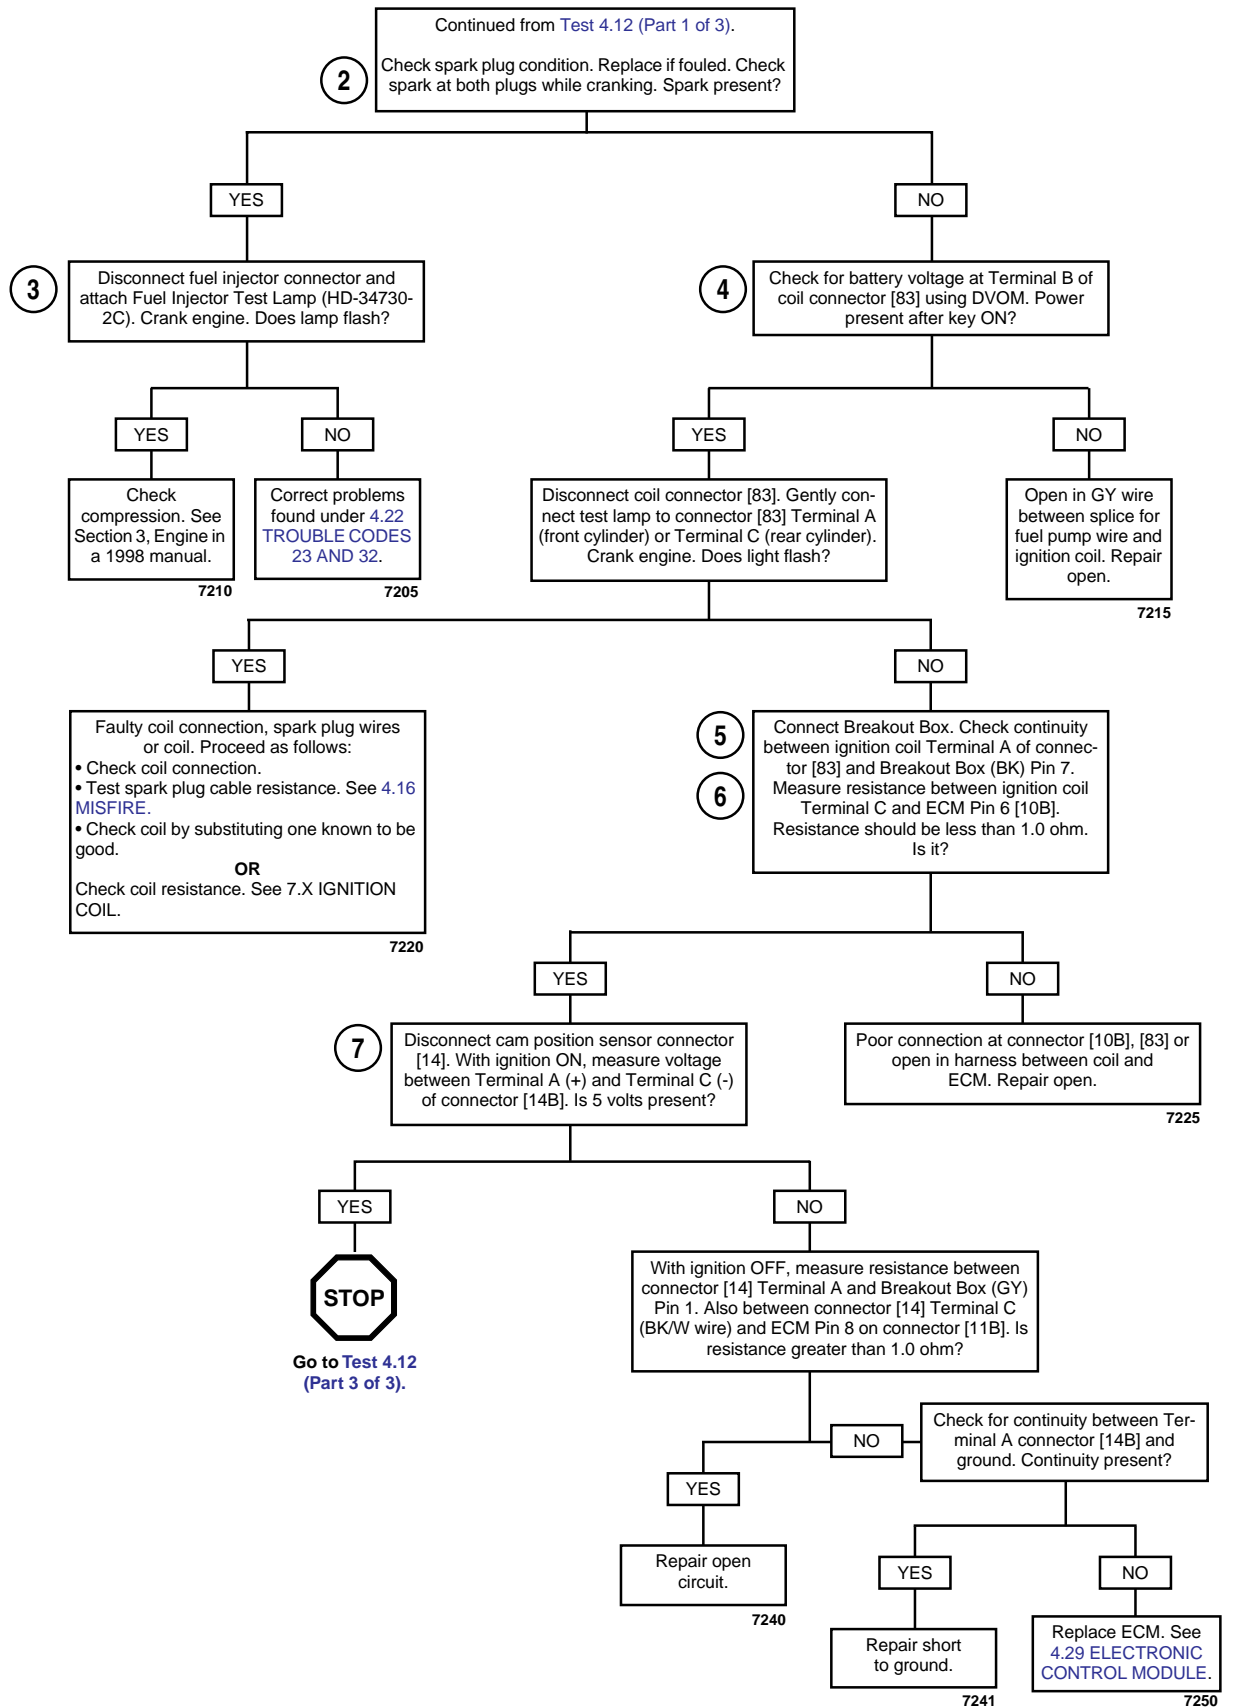 Continued from Test 4.12 (Part 1 of 3).
2
Check spark plug condition. Replace if fouled. Check
spark at both plugs while cranking. Spark present?
YES
NO
3
Disconnect fuel injector connector and
attach Fuel Injector Test Lamp (HD-34730-
2C). Crank engine. Does lamp flash?
4
Check for battery voltage at Terminal B of
coil connector [83] using DVOM. Power
present after key ON?
YES
NO
YES
NO
Check
compression. See
Section 3, Engine in
a 1998 manual.
7210
Correct problems
found under 4.22
TROUBLE CODES
23 AND 32.
7205
Disconnect coil connector [83]. Gently con-
nect test lamp to connector [83] Terminal A
(front cylinder) or Terminal C (rear cylinder).
Crank engine. Does light flash?
Open in GY wire
between splice for
fuel pump wire and
ignition coil. Repair
open.
7215
YES
NO
Faulty coil connection, spark plug wires
or coil. Proceed as follows:
• Check coil connection.
• Test spark plug cable resistance. See 4.16
MISFIRE.
• Check coil by substituting one known to be
good.
OR
Check coil resistance. See 7.X IGNITION
COIL.
7220
5
6
Connect Breakout Box. Check continuity
between ignition coil Terminal A of connec-
tor [83] and Breakout Box (BK) Pin 7.
Measure resistance between ignition coil
Terminal C and ECM Pin 6 [10B].
Resistance should be less than 1.0 ohm.
Is it?
YES
NO
7
Disconnect cam position sensor connector
[14]. With ignition ON, measure voltage
between Terminal A (+) and Terminal C (-)
of connector [14B]. Is 5 volts present?
Poor connection at connector [10B], [83] or
open in harness between coil and
ECM. Repair open.
7225
YES
NO
STOP
Go to Test 4.12
(Part 3 of 3).
With ignition OFF, measure resistance between
connector [14] Terminal A and Breakout Box (GY)
Pin 1. Also between connector [14] Terminal C
(BK/W wire) and ECM Pin 8 on connector [11B]. Is
resistance greater than 1.0 ohm?
NO
Check for continuity between Ter-
minal A connector [14B] and
ground. Continuity present?
YES
Repair open
circuit.
7240
YES
NO
Repair short
to ground.
7241
Replace ECM. See
4.29 ELECTRONIC
CONTROL MODULE.
7250